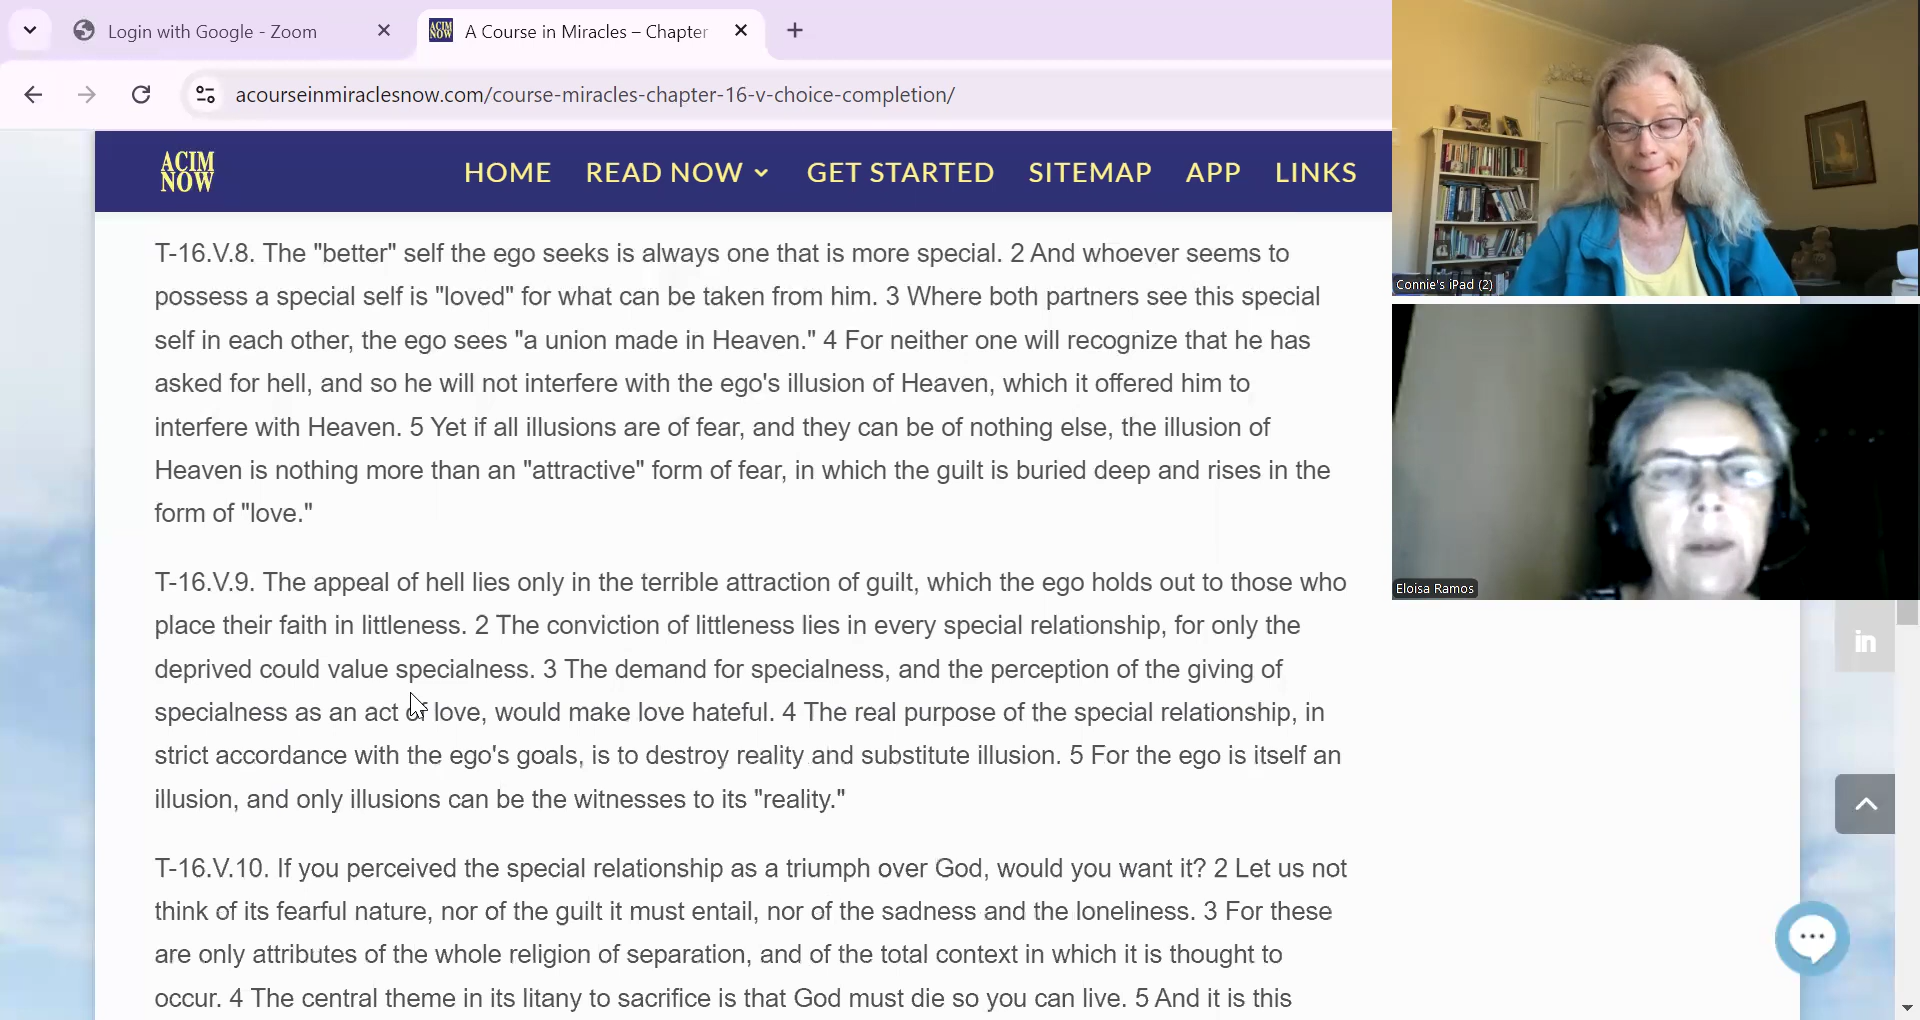 Login with Google - Zoom
A Course in Miracles – Chapter
acourseinmiraclesnow.com/course-miracles-chapter-16-v-choice-completion/
ACIM
NOW
HOME READ NOW GET STARTED SITEMAP APP LINKS
T-16.V.8. The "better" self the ego seeks is always one that is more special. 2 And whoever seems to
possess a special self is "loved" for what can be taken from him. 3 Where both partners see this special
self in each other, the ego sees "a union made in Heaven." 4 For neither one will recognize that he has
asked for hell, and so he will not interfere with the ego's illusion of Heaven, which it offered him to
interfere with Heaven. 5 Yet if all illusions are of fear, and they can be of nothing else, the illusion of
Heaven is nothing more than an "attractive" form of fear, in which the guilt is buried deep and rises in the
form of "love."
T-16.V.9. The appeal of hell lies only in the terrible attraction of guilt, which the ego holds out to those who
place their faith in littleness. 2 The conviction of littleness lies in every special relationship, for only the
deprived could value specialness. 3 The demand for specialness, and the perception of the giving of
specialness as an act of love, would make love hateful. 4 The real purpose of the special relationship, in
strict accordance with the ego's goals, is to destroy reality and substitute illusion. 5 For the ego is itself an
illusion, and only illusions can be the witnesses to its "reality."
T-16.V.10. If you perceived the special relationship as a triumph over God, would you want it? 2 Let us not
think of its fearful nature, nor of the guilt it must entail, nor of the sadness and the loneliness. 3 For these
are only attributes of the whole religion of separation, and of the total context in which it is thought to
occur. 4 The central theme in its litany to sacrifice is that God must die so you can live. 5 And it is this
Connie's iPad (2)
Eloisa Ramos
in